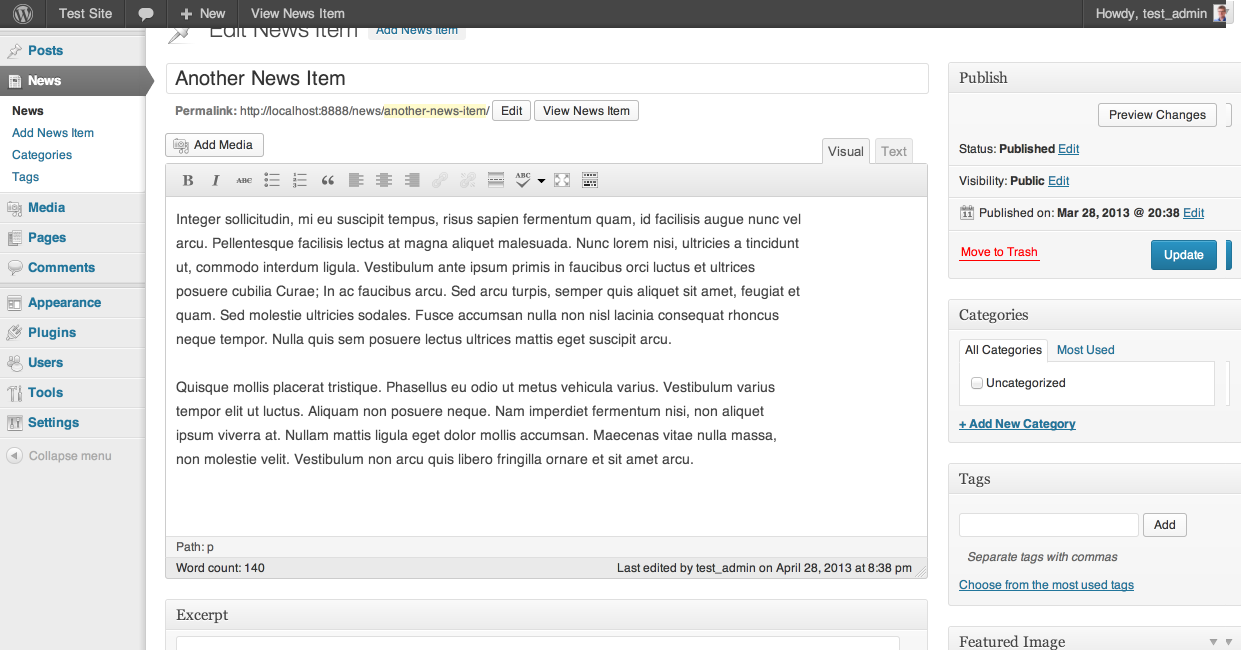 Test Site
New
View News Item
Howdy, test_admin
Posts
News
News
Add News Item
Categories
Tags
Media
Pages
Comments
Appearance
Plugins
Users
Tools
Settings
Collapse menu
Edit News Item
Add News Item
Another News Item
Permalink: http://localhost:8888/news/another-news-item/ Edit View News Item
Add Media
Visual Text
B I ABC
ABC
Integer sollicitudin, mi eu suscipit tempus, risus sapien fermentum quam, id facilisis augue nunc vel
arcu. Pellentesque facilisis lectus at magna aliquet malesuada. Nunc lorem nisi, ultricies a tincidunt
ut, commodo interdum ligula. Vestibulum ante ipsum primis in faucibus orci luctus et ultrices
posuere cubilia Curae; In ac faucibus arcu. Sed arcu turpis, semper quis aliquet sit amet, feugiat et
quam. Sed molestie ultricies sodales. Fusce accumsan nulla non nisl lacinia consequat rhoncus
neque tempor. Nulla quis sem posuere lectus ultrices mattis eget suscipit arcu.
Quisque mollis placerat tristique. Phasellus eu odio ut metus vehicula varius. Vestibulum varius
tempor elit ut luctus. Aliquam non posuere neque. Nam imperdiet fermentum nisi, non aliquet
ipsum viverra at. Nullam mattis ligula eget dolor mollis accumsan. Maecenas vitae nulla massa,
non molestie velit. Vestibulum non arcu quis libero fringilla ornare et sit amet arcu.
Path: p
Word count: 140
Last edited by test_admin on April 28, 2013 at 8:38 pm
Excerpt
Publish
Preview Changes
Status: Published Edit
Visibility: Public Edit
11 Published on: Mar 28, 2013 @ 20:38 Edit
Move to Trash
Update
Categories
All Categories Most Used
Uncategorized
+ Add New Category
Tags
Add
Separate tags with commas
Choose from the most used tags
Featured Image